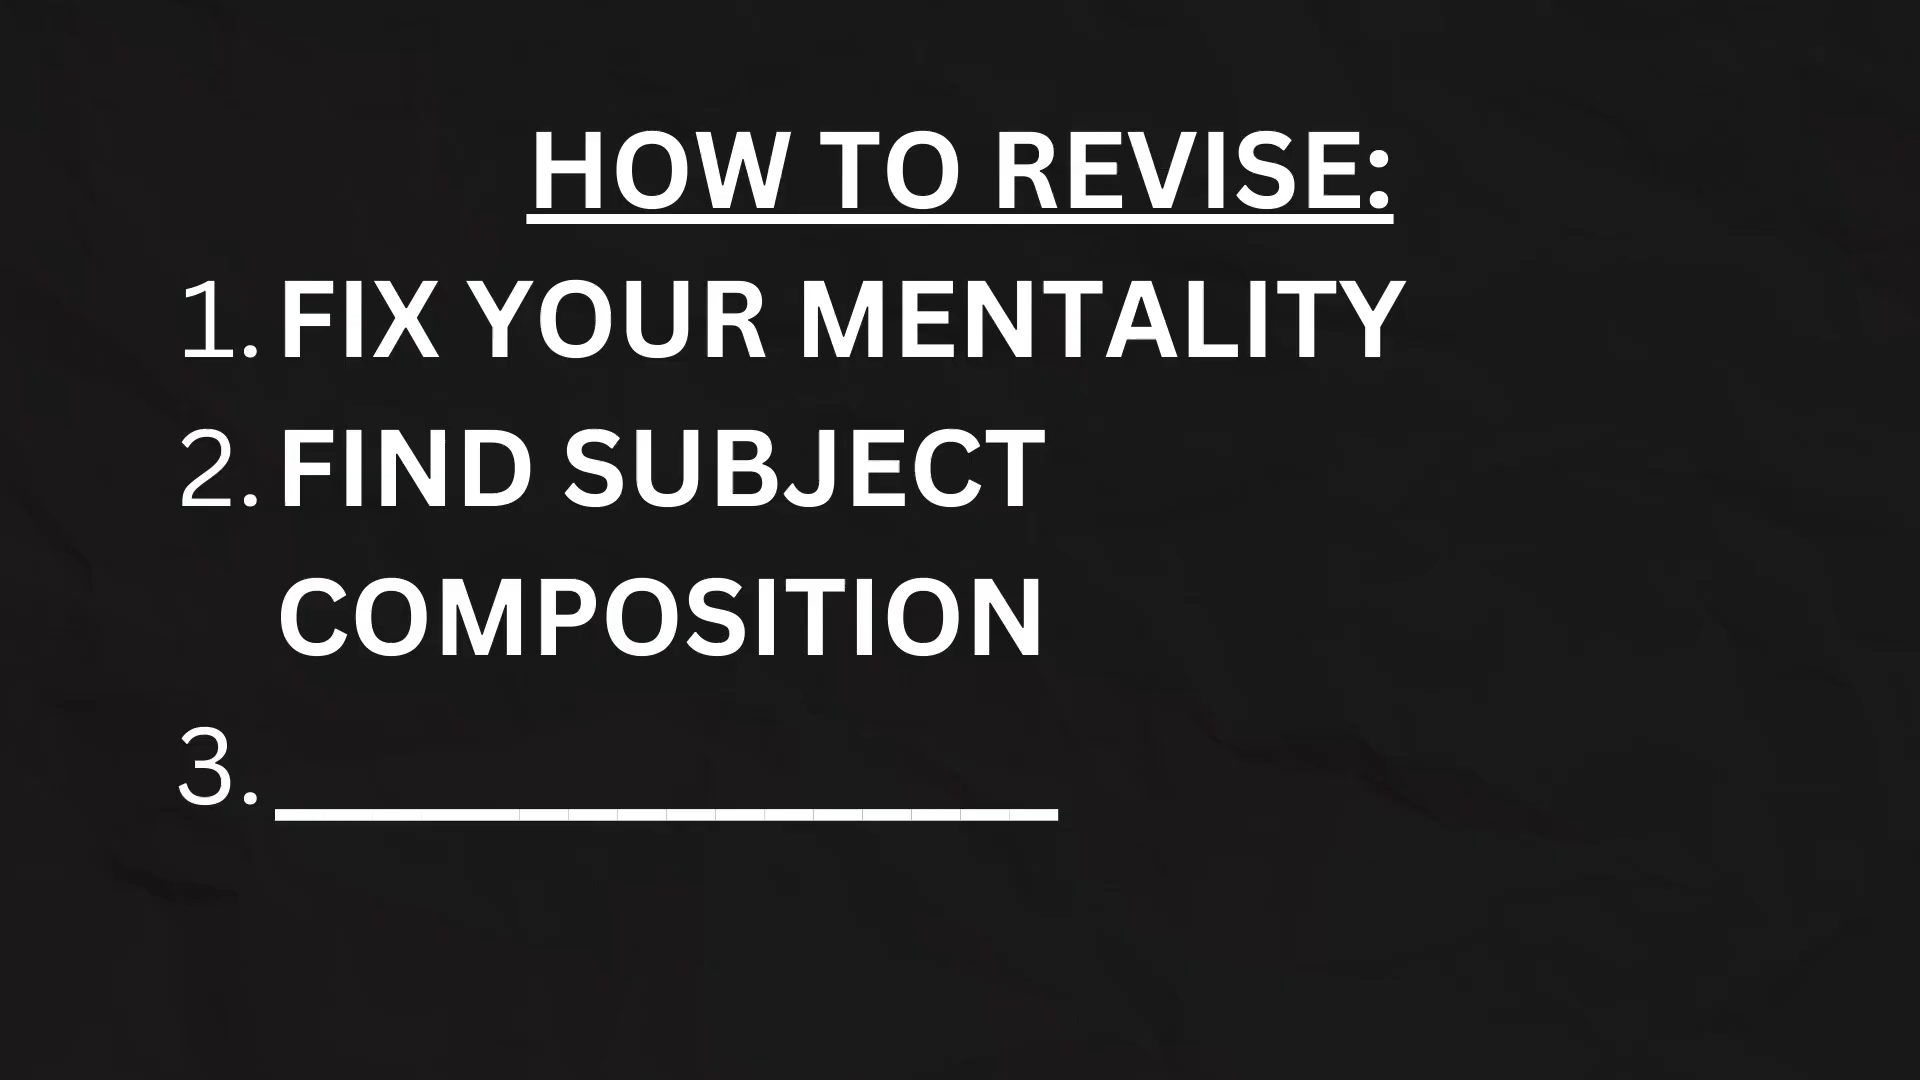 HOW TO REVISE:
1. FIX YOUR MENTALITY
2. FIND SUBJECT
COMPOSITION
3. ________________